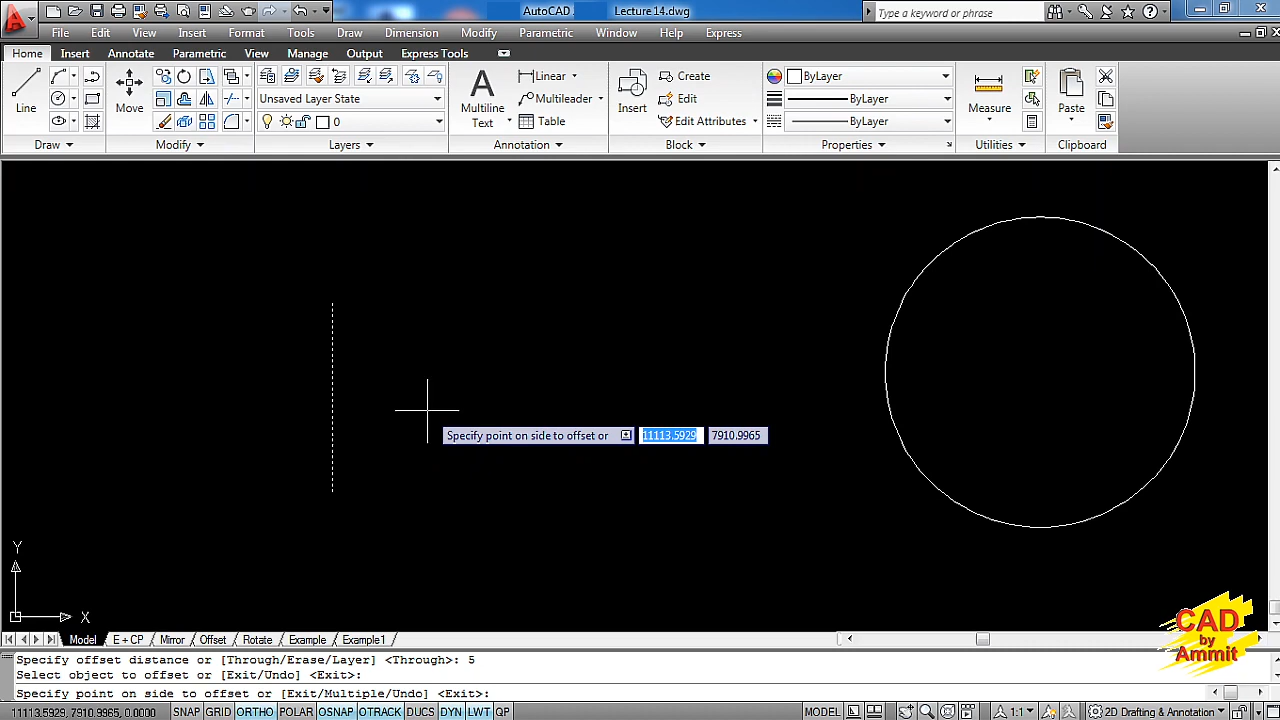 AutoCAD Lecture 14.dwg Type a keyword or phrase
File Edit View Insert Format Tools Draw Dimension Modify Parametric Window Help Express
Home Insert Annotate Parametric View Manage Output Express Tools
Line Move Unsaved Layer State 0 Multiline Text Linear Multileader Table Insert Create Edit Edit Attributes ByLayer ByLayer ByLayer Measure Paste
Draw Modify Layers Annotation Block Properties Utilities Clipboard
Specify point on side to offset or 11113.5929 7910.9965
Y
X
CAD
by
Ammit
Model E + CP Mirror Offset Rotate Example Example1
Specify offset distance or [Through/Erase/Layer] <Through>: 5
Select object to offset or [Exit/Undo] <Exit>:
Specify point on side to offset or [Exit/Multiple/Undo] <Exit>:
11113.5929, 7910.9965, 0.0000 SNAP GRID ORTHO POLAR OSNAP OTRACK DUCS DYN LWT QP MODEL 1:1 2D Drafting & Annotation